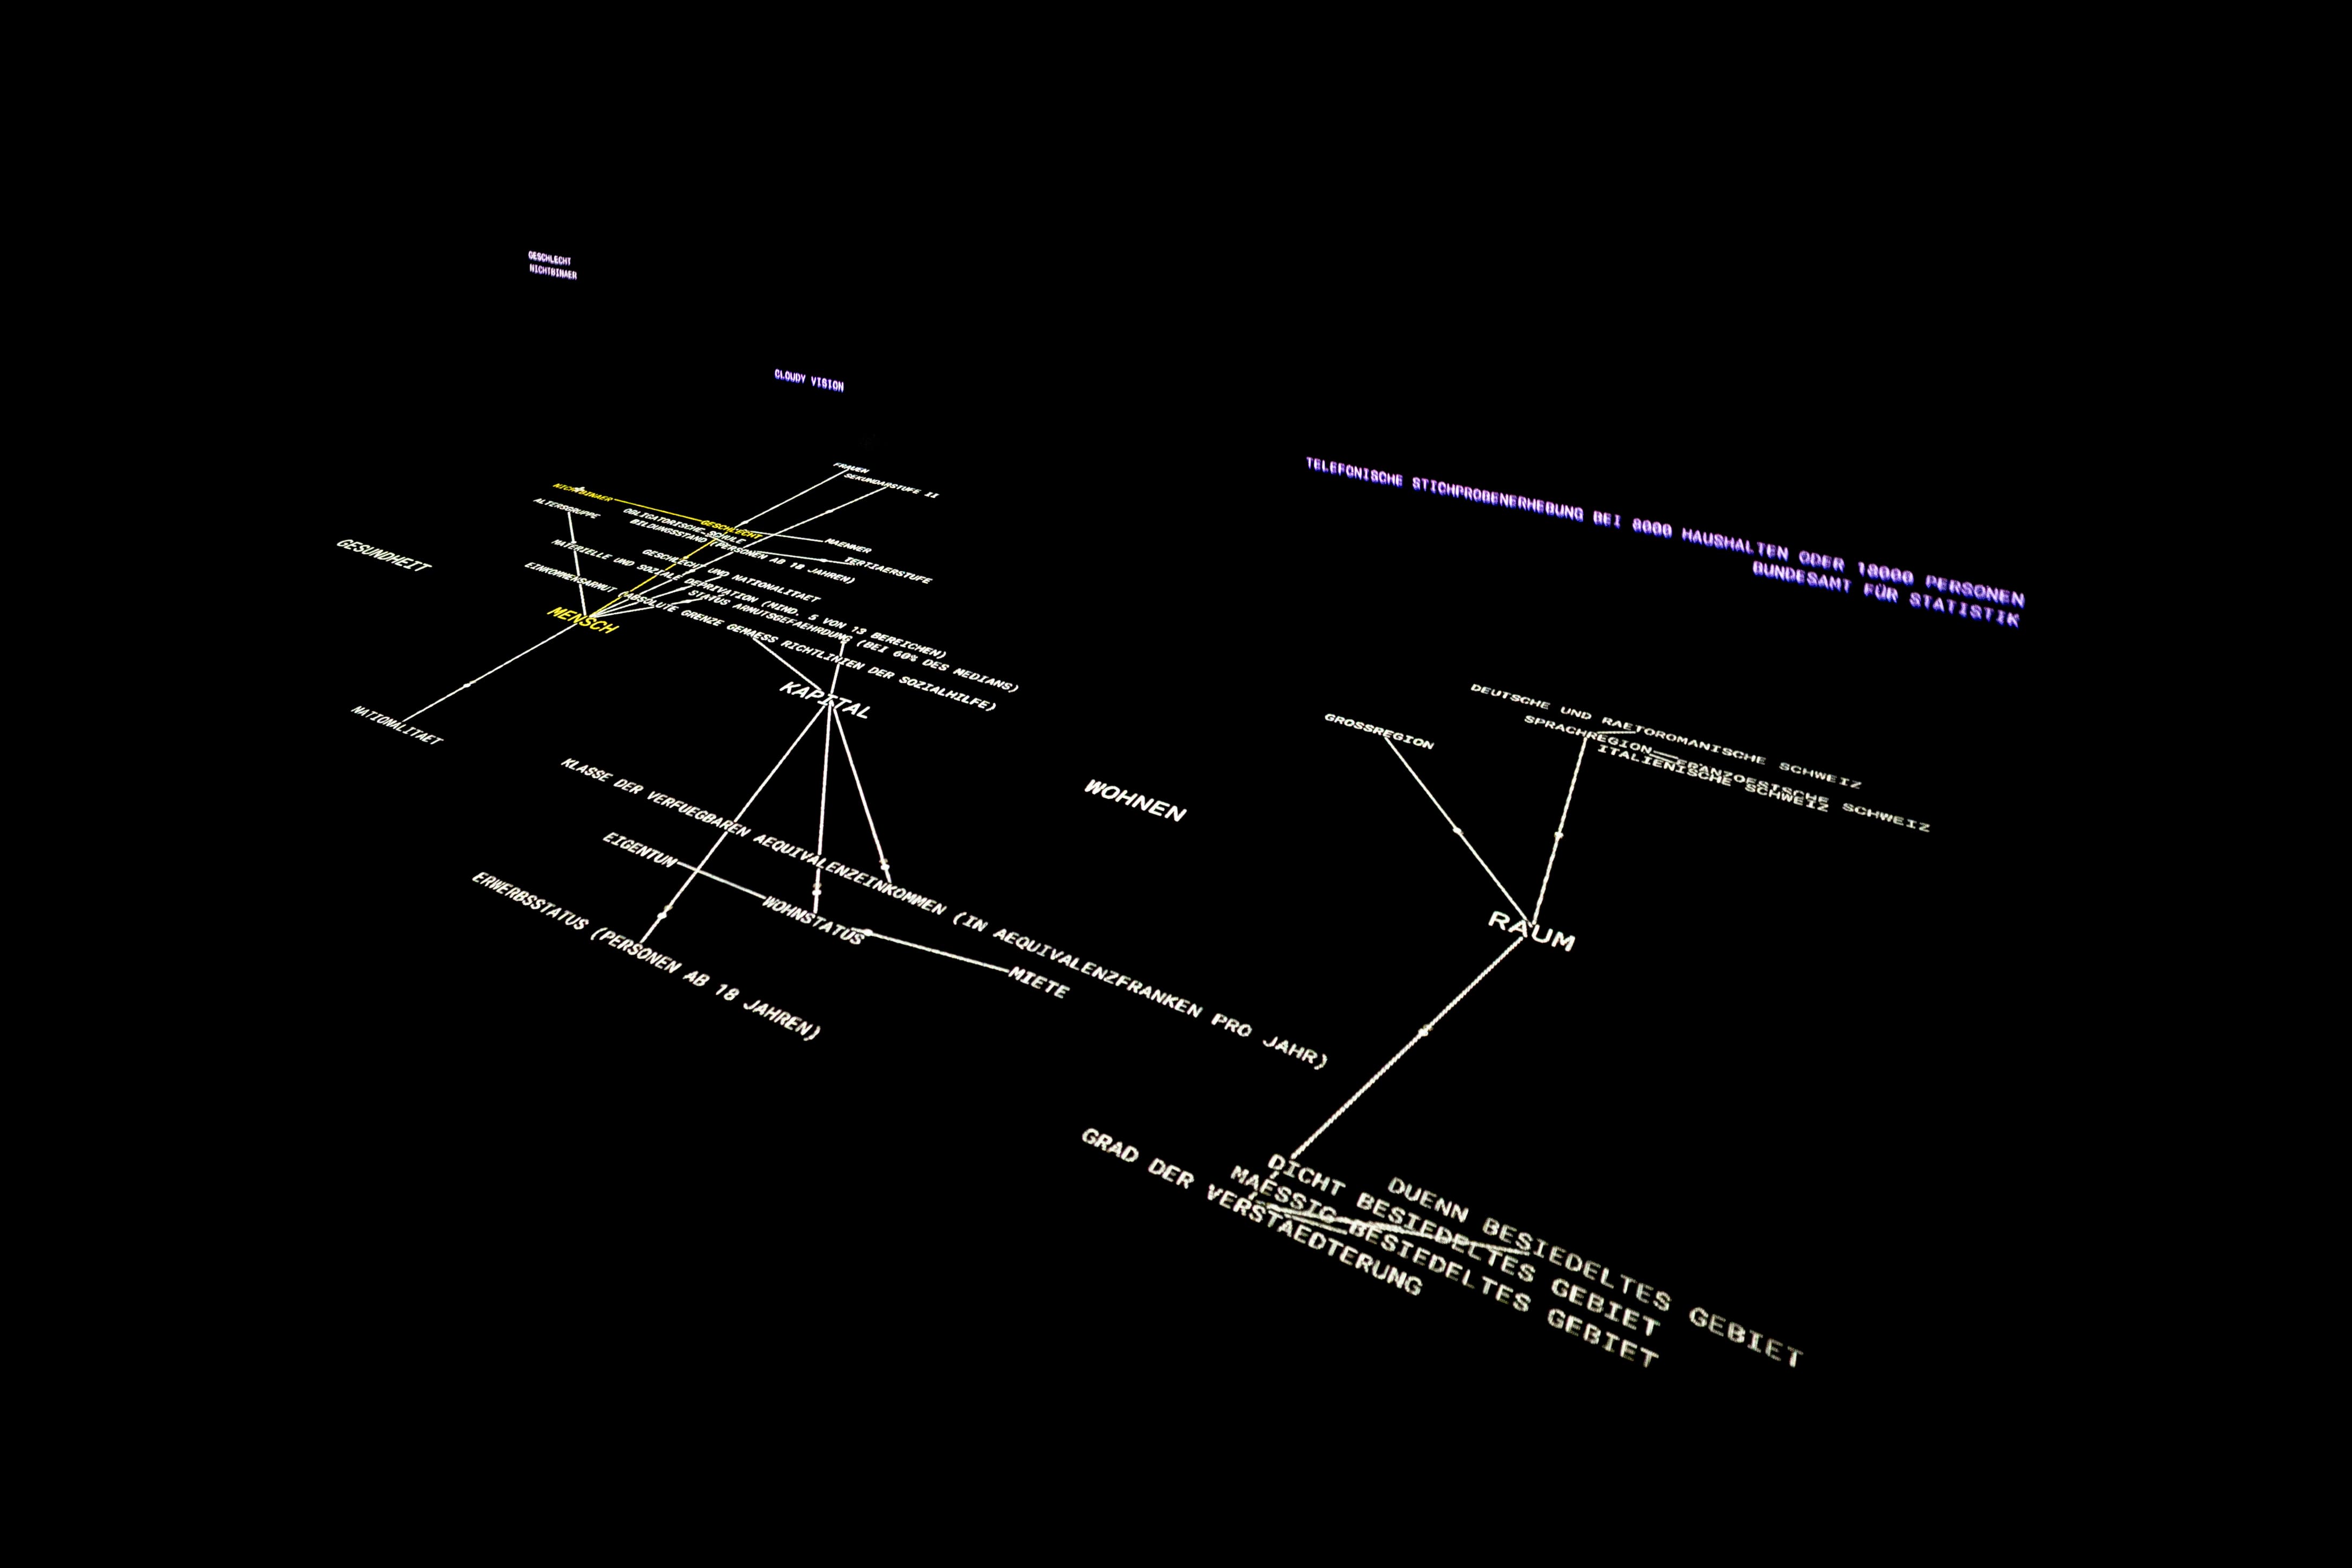 GESCHLECHT
NICHTBINAER
CLOUDY VISION
TELEFONISCHE STICHPROBENERHEBUNG BEI 8000 HAUSHALTEN ODER 18000 PERSONEN
BUNDESAMT FÜR STATISTIK
FRAUEN
SEKUNDARSTUFE II
NICHTBINAER
ALTERSGRUPPE
GESCHLECHT
OBLIGATORISCHE SCHULE
BILDUNGSSTAND (PERSONEN AB 18 JAHREN)
MAENNER
TERTIAERSTUFE
GESUNDHEIT
GESCHLECHT UND NATIONALITAET
MATERIELLE UND SOZIALE DEPRIVATION (MIND. 5 VON 13 BEREICHEN)
STATUS ARMUTSGEFAEHRDUNG (BEI 60% DES MEDIANS)
EINKOMMENSARMUT (ABSOLUTE GRENZE GEMAESS RICHTLINIEN DER SOZIALHILFE)
MENSCH
KAPITAL
NATIONALITAET
DEUTSCHE UND RAETOROMANISCHE SCHWEIZ
GROSSREGION
SPRACHREGION
FRANZOESISCHE SCHWEIZ
ITALIENISCHE SCHWEIZ
KLASSE DER VERFUEGBAREN AEQUIVALENZEINKOMMEN (IN AEQUIVALENZFRANKEN PRO JAHR)
WOHNEN
EIGENTUM
WOHNSTATUS
MIETE
ERWERBSSTATUS (PERSONEN AB 18 JAHREN)
RAUM
DUENN BESIEDELTES GEBIET
DICHT BESIEDELTES GEBIET
MAESSIG BESIEDELTES GEBIET
GRAD DER VERSTAEDTERUNG